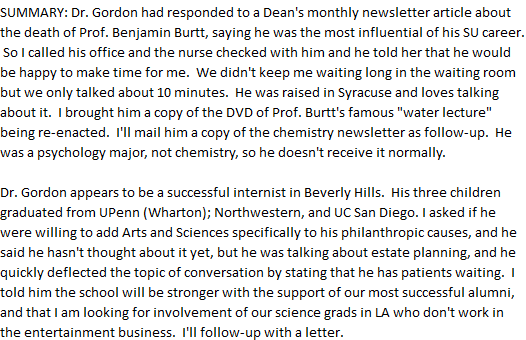 SUMMARY: Dr. Gordon had responded to a Dean's monthly newsletter article about
the death of Prof. Benjamin Burtt, saying he was the most influential of his SU career.
So I called his office and the nurse checked with him and he told her that he would
be happy to make time for me.  We didn't keep me waiting long in the waiting room
but we only talked about 10 minutes.  He was raised in Syracuse and loves talking
about it.  I brought him a copy of the DVD of Prof. Burtt's famous "water lecture"
being re-enacted.  I'll mail him a copy of the chemistry newsletter as follow-up.  He
was a psychology major, not chemistry, so he doesn't receive it normally.

Dr. Gordon appears to be a successful internist in Beverly Hills.  His three children
graduated from UPenn (Wharton); Northwestern, and UC San Diego. I asked if he
were willing to add Arts and Sciences specifically to his philanthropic causes, and he
said he hasn't thought about it yet, but he was talking about estate planning, and he
quickly deflected the topic of conversation by stating that he has patients waiting.  I
told him the school will be stronger with the support of our most successful alumni,
and that I am looking for involvement of our science grads in LA who don't work in
the entertainment business.  I'll follow-up with a letter.